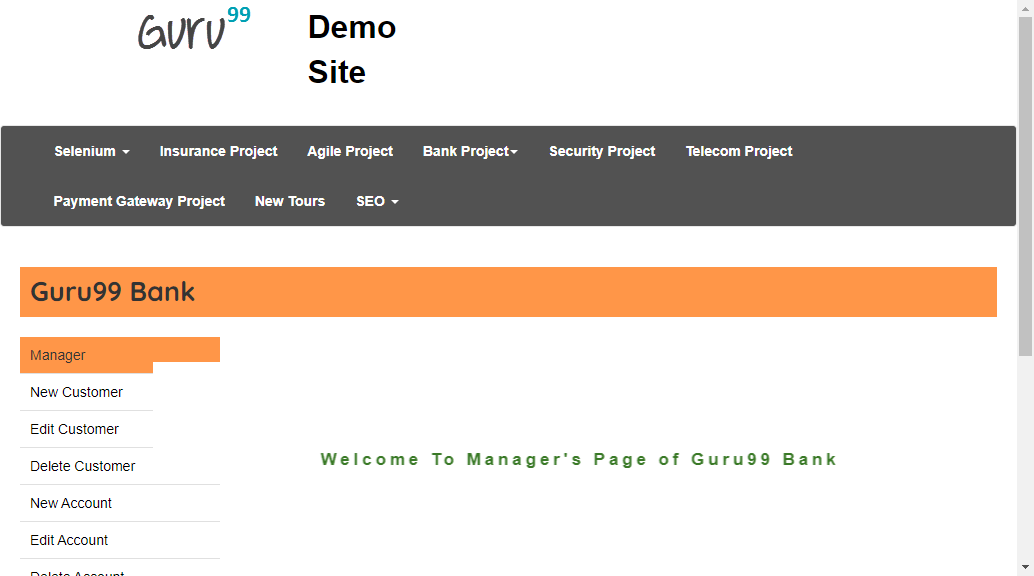 Guru99
Demo
Site
Selenium
Insurance Project
Agile Project
Bank Project
Security Project
Telecom Project
Payment Gateway Project
New Tours
SEO
Guru99 Bank
Manager
New Customer
Edit Customer
Delete Customer
New Account
Edit Account
Delete Account
Welcome To Manager's Page of Guru99 Bank